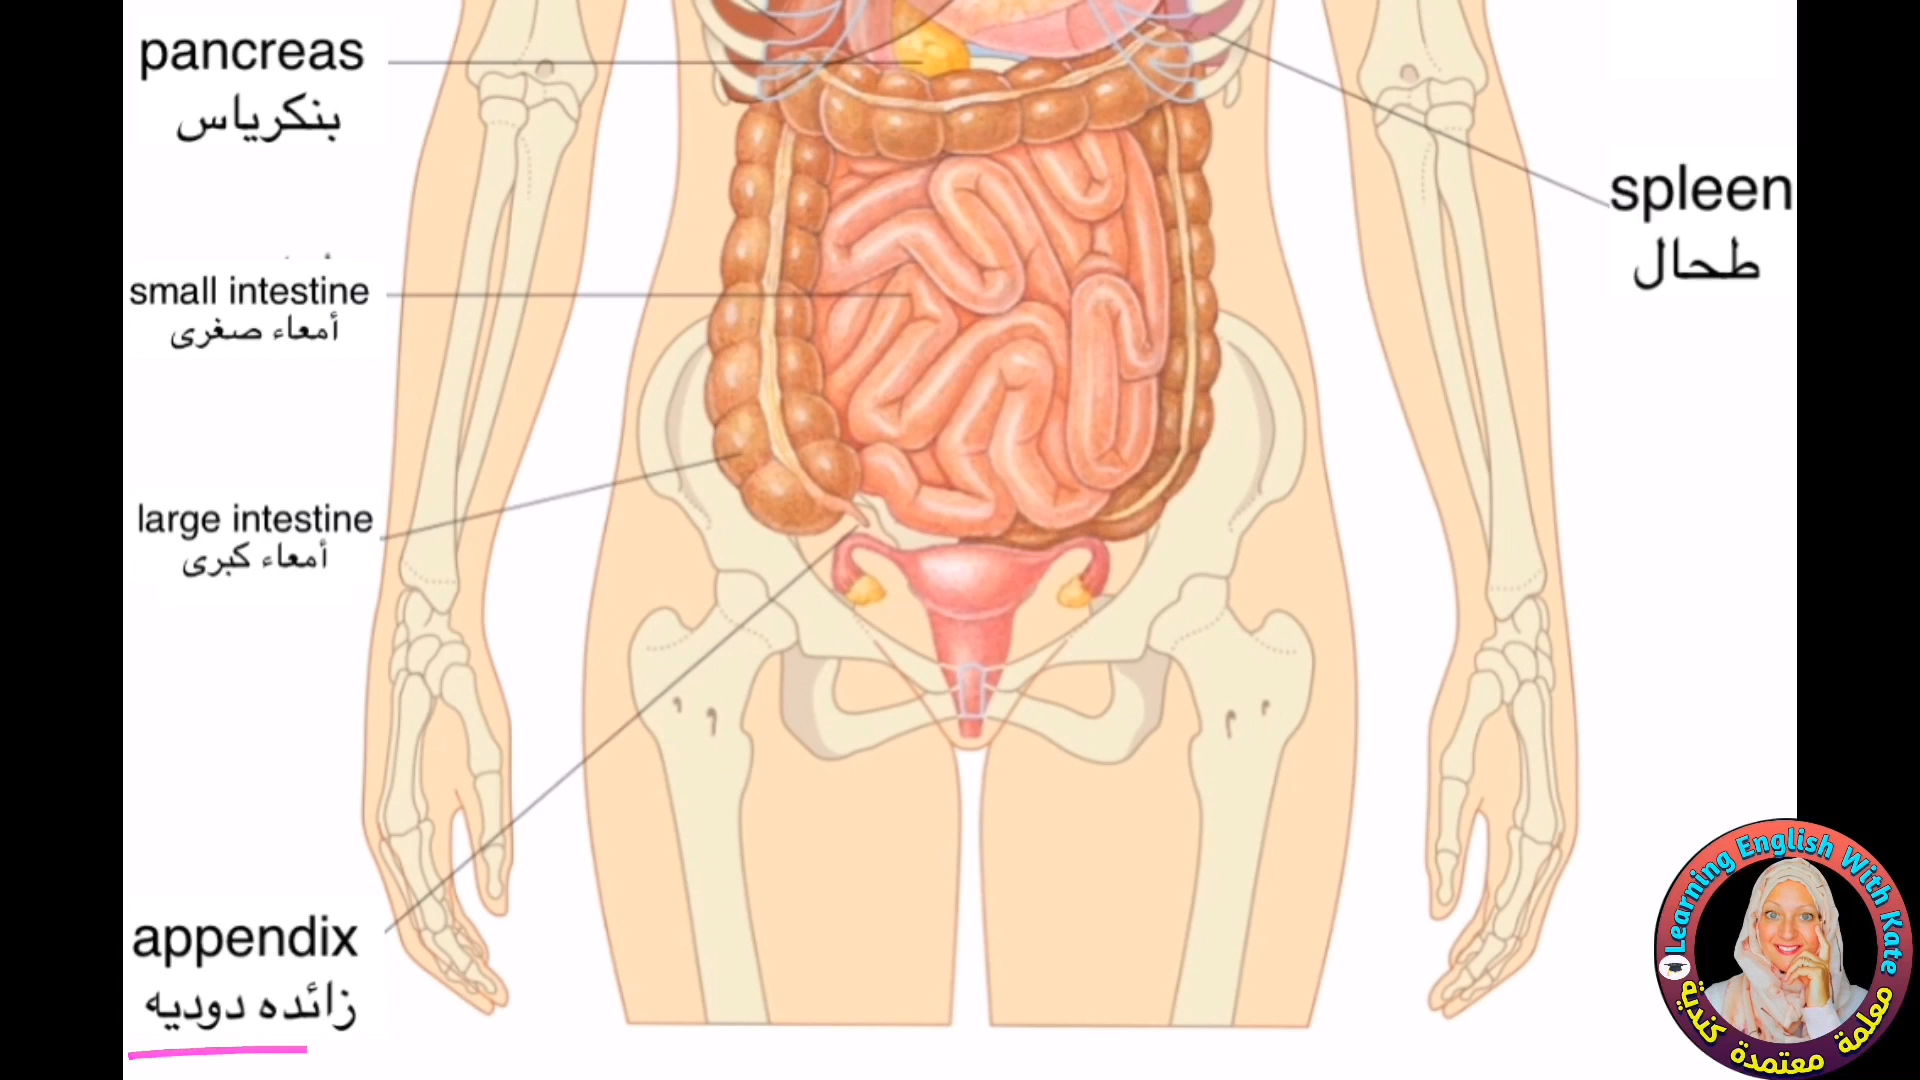 pancreas
بنكرياس
small intestine
أمعاء صغرى
large intestine
أمعاء كبرى
appendix
زائده دوديه
spleen
طحال
Learning English With Kate
معلمة معتمدة كندية